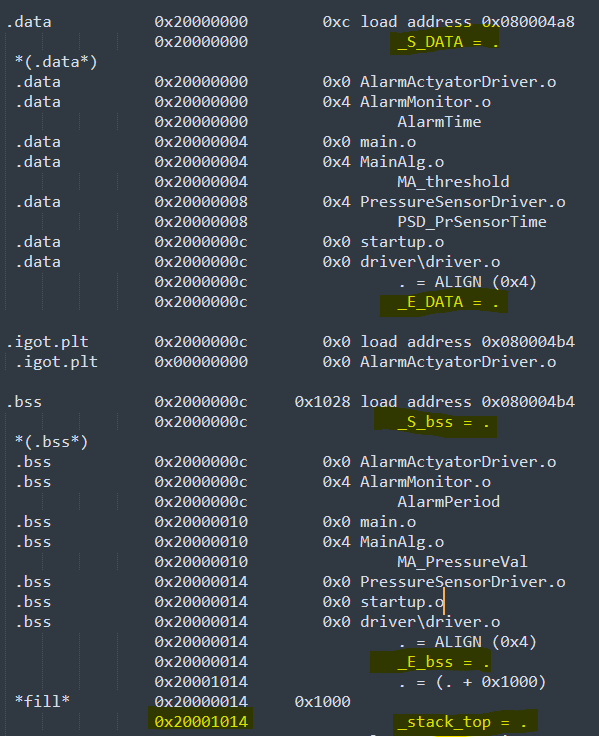 .data 0x20000000 0xc load address 0x080004a8
0x20000000 _S_DATA = .
*(.data*)
.data 0x20000000 0x0 AlarmActyatorDriver.o
.data 0x20000000 0x4 AlarmMonitor.o
0x20000000 AlarmTime
.data 0x20000004 0x0 main.o
.data 0x20000004 0x4 MainAlg.o
0x20000004 MA_threshold
.data 0x20000008 0x4 PressureSensorDriver.o
0x20000008 PSD_PrSensorTime
.data 0x2000000c 0x0 startup.o
.data 0x2000000c 0x0 driver\driver.o
0x2000000c . = ALIGN (0x4)
0x2000000c _E_DATA = .
.igot.plt 0x2000000c 0x0 load address 0x080004b4
.igot.plt 0x00000000 0x0 AlarmActyatorDriver.o
.bss 0x2000000c 0x1028 load address 0x080004b4
0x2000000c _S_bss = .
*(.bss*)
.bss 0x2000000c 0x0 AlarmActyatorDriver.o
.bss 0x2000000c 0x4 AlarmMonitor.o
0x2000000c AlarmPeriod
.bss 0x20000010 0x0 main.o
.bss 0x20000010 0x4 MainAlg.o
0x20000010 MA_PressureVal
.bss 0x20000014 0x0 PressureSensorDriver.o
.bss 0x20000014 0x0 startup.o
.bss 0x20000014 0x0 driver\driver.o
0x20000014 . = ALIGN (0x4)
0x20000014 _E_bss = .
0x20001014 . = (. + 0x1000)
*fill* 0x20000014 0x1000
0x20001014 _stack_top = .